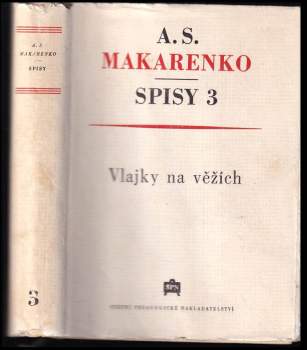 A. S.
MAKARENKO
SPISY
3
A. S.
MAKARENKO
SPISY 3
Vlajky na věžích
SPN
STÁTNÍ PEDAGOGICKÉ NAKLADATELSTVÍ